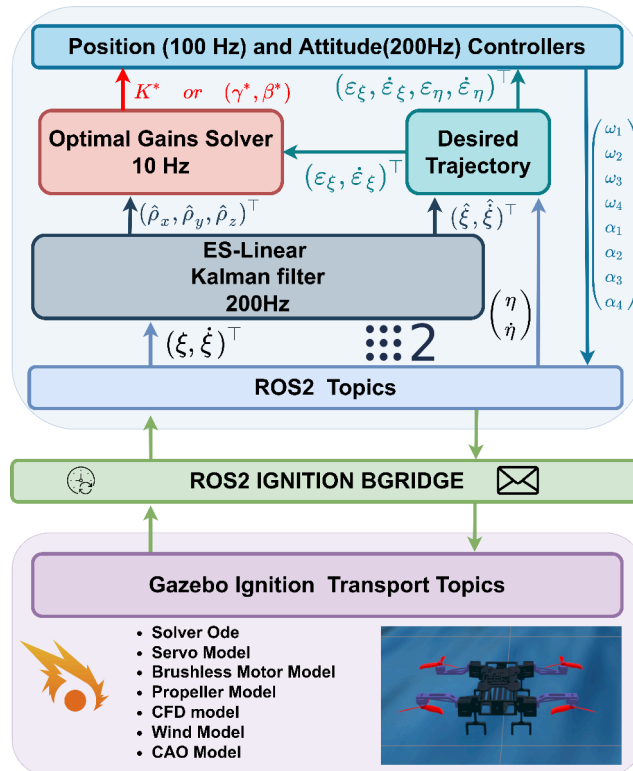 Position (100 Hz) and Attitude(200Hz) Controllers
K* or (γ*, β*)
(ε_ξ, ε̇_ξ, ε_η, ε̇_η)^⊤
Optimal Gains Solver
10 Hz
(ε_ξ, ε̇_ξ)^⊤
Desired
Trajectory
(ρ̂_x, ρ̂_y, ρ̂_z)^⊤
(ξ̂, ξ̇̂)^⊤
ω₁
ω₂
ω₃
ω₄
α₁
α₂
α₃
α₄
ES-Linear
Kalman filter
200Hz
(ξ, ξ̇)^⊤
2
η
η̇
ROS2 Topics
ROS2 IGNITION BGRIDGE
Gazebo Ignition Transport Topics
• Solver Ode
• Servo Model
• Brushless Motor Model
• Propeller Model
• CFD model
• Wind Model
• CAO Model